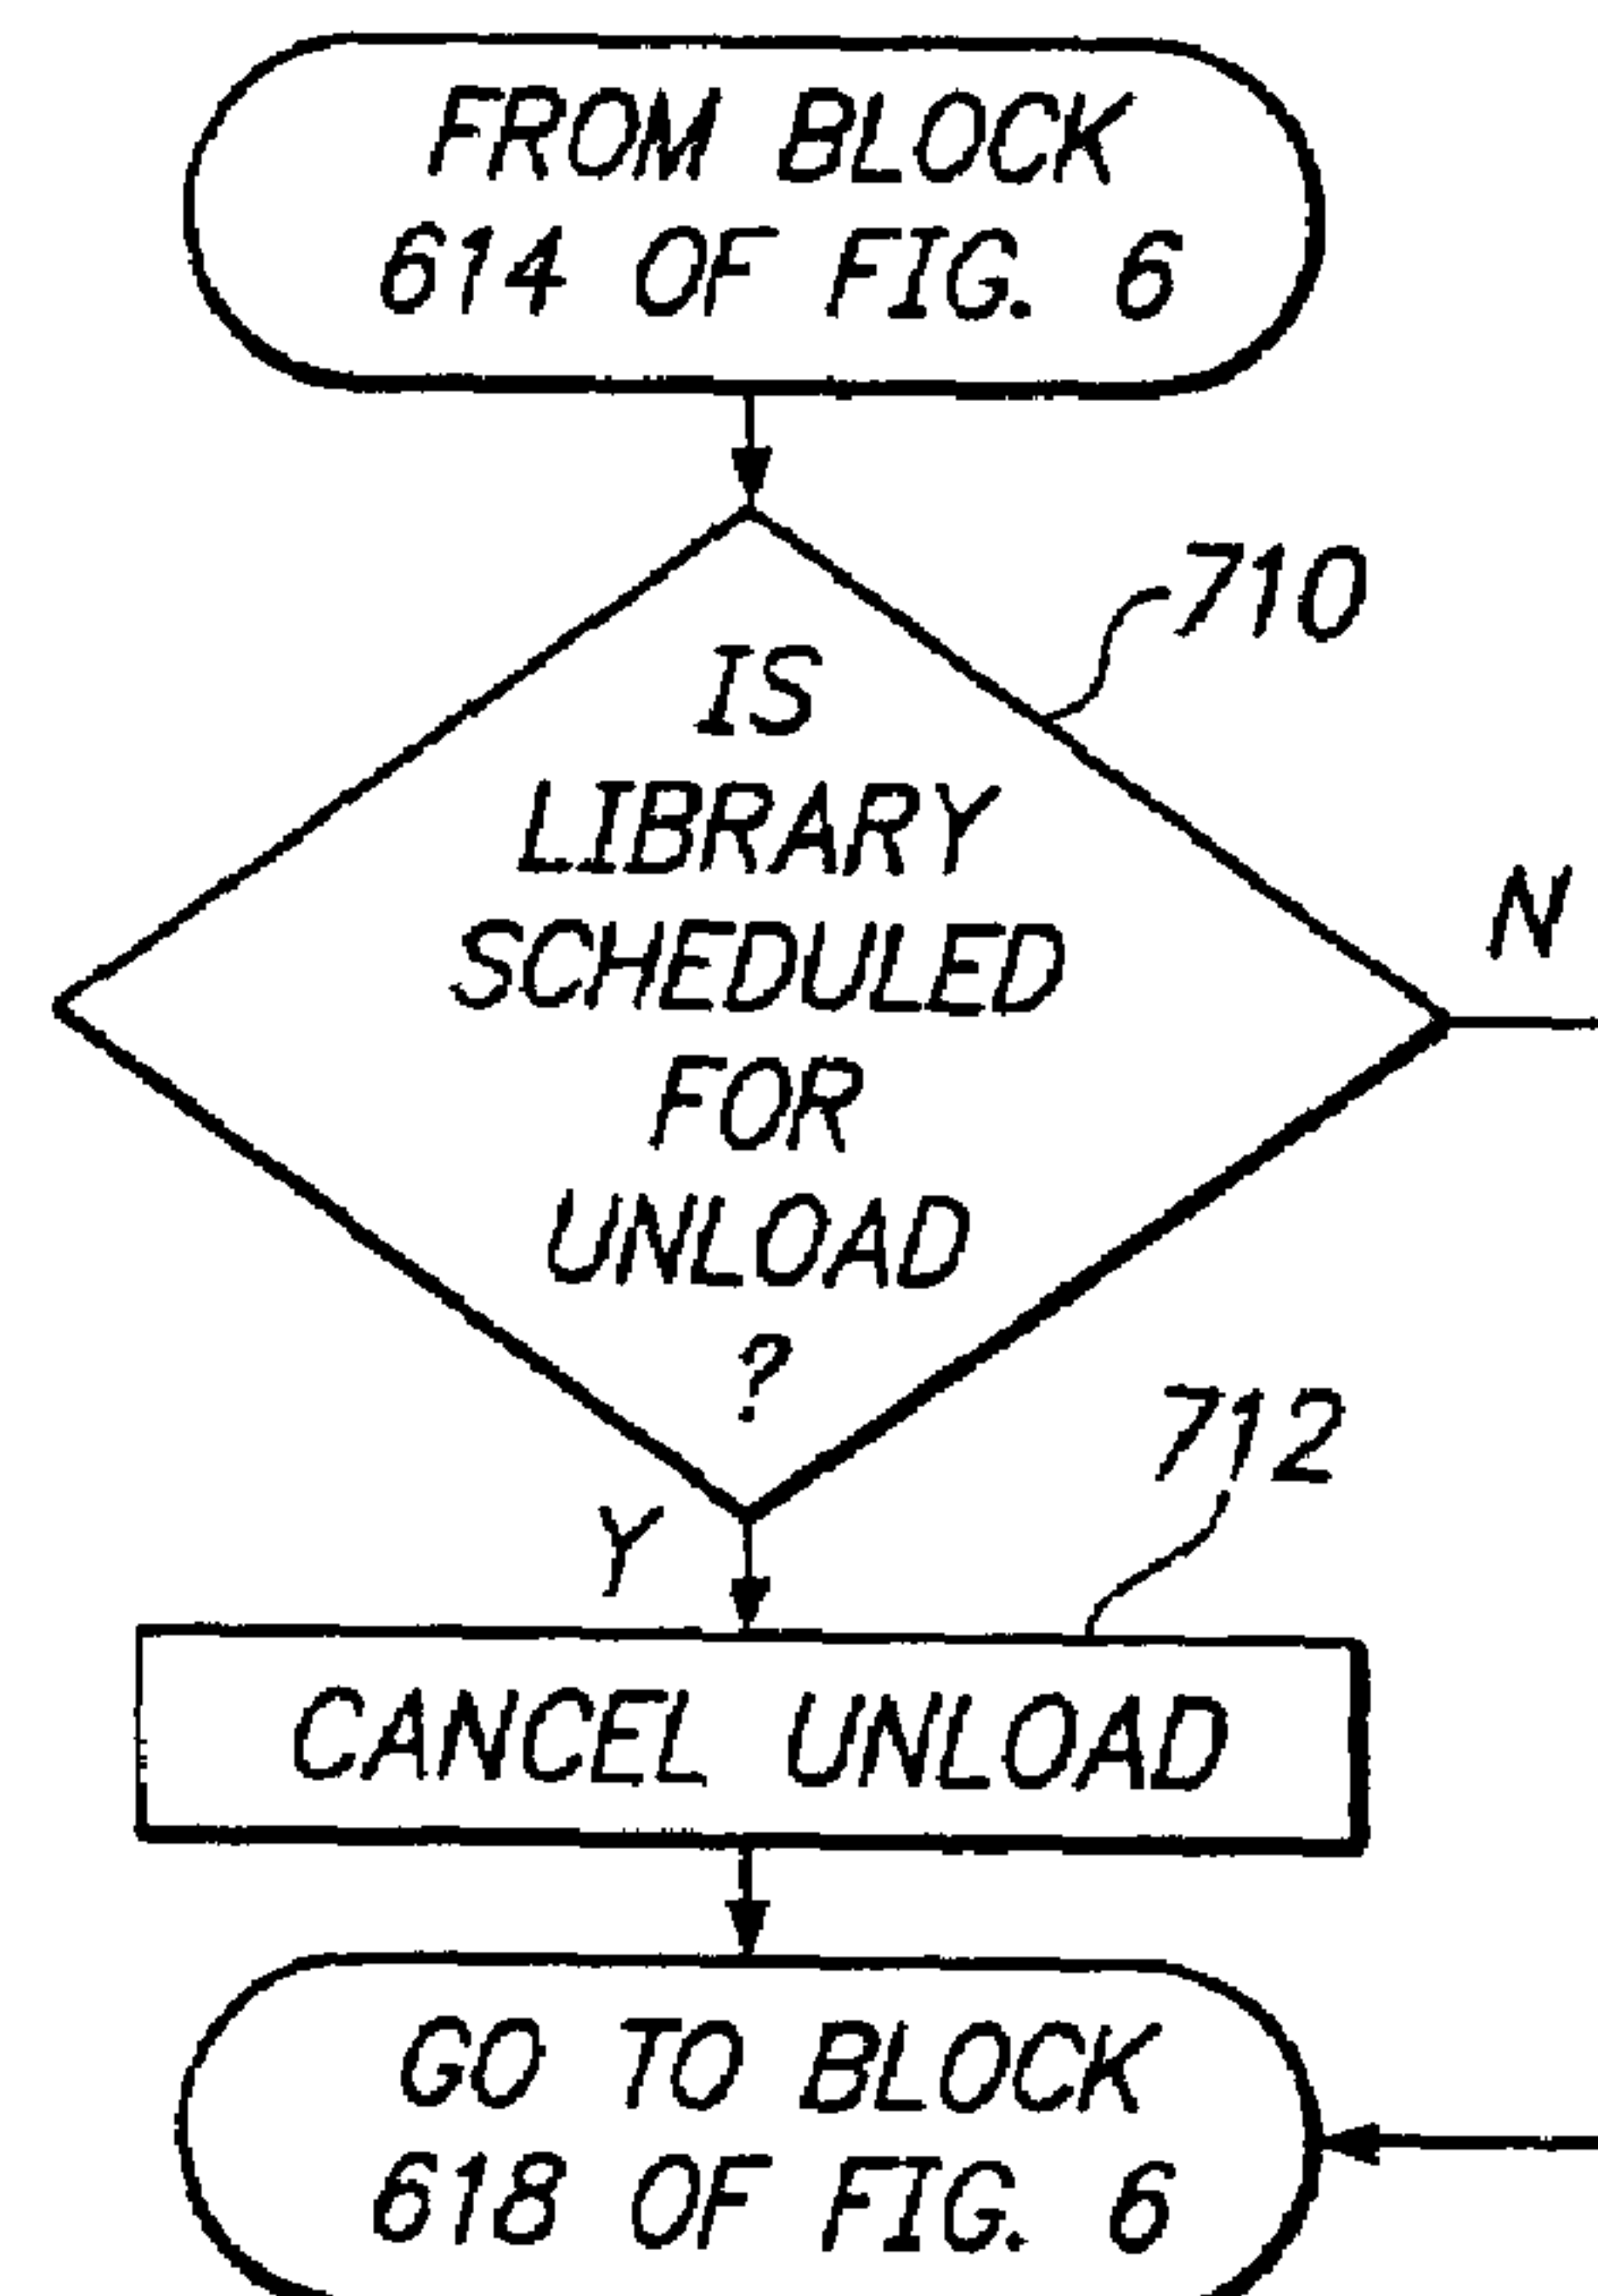 FROM BLOCK
614 OF FIG. 6
710
IS
LIBRARY
SCHEDULED
FOR
UNLOAD
?
N
712
Y
CANCEL UNLOAD
GO TO BLOCK
618 OF FIG. 6